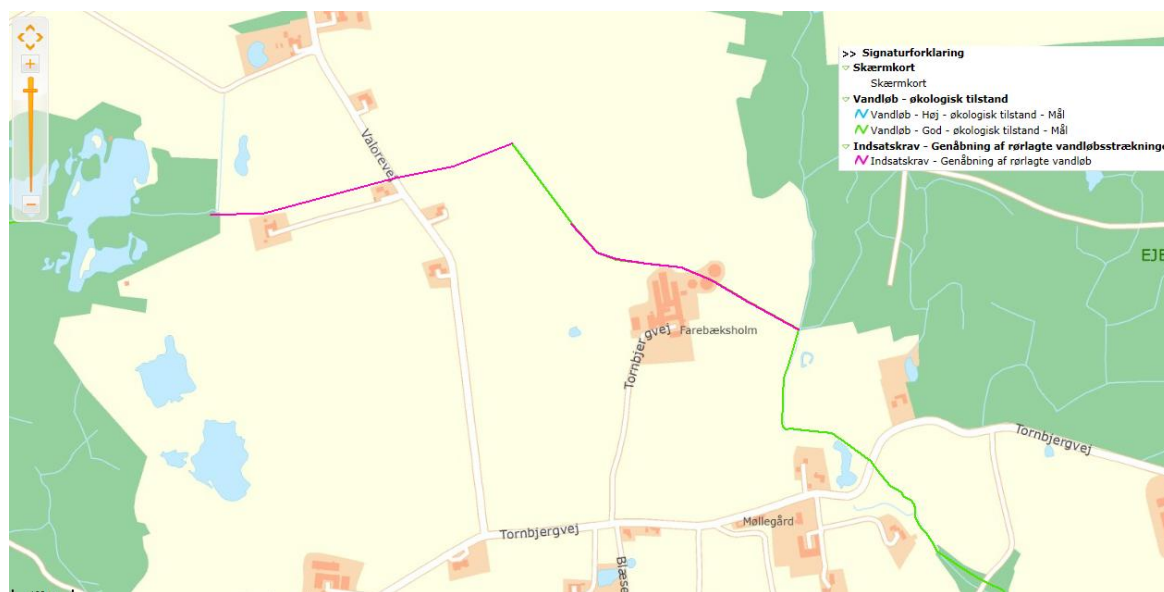 >> Signaturforklaring
Skærmkort
Skærmkort
Vandløb - økologisk tilstand
Vandløb - Høj - økologisk tilstand - Mål
Vandløb - God - økologisk tilstand - Mål
Indsatskrav - Genåbning af rørlagte vandløbsstrækninge
Indsatskrav - Genåbning af rørlagte vandløb
Valorevej
EJE
Farebæksholm
Tornbjergvej
Tornbjergvej
Møllegård
Tornbjergvej
Blæse